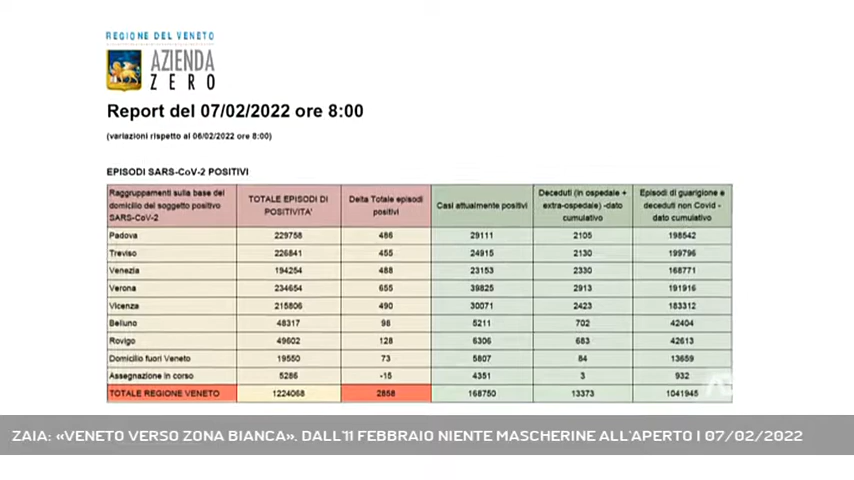 REGIONE DEL VENETO
AZIENDA
ZERO
Report del 07/02/2022 ore 8:00
(variazioni rispetto al 06/02/2022 ore 8:00)
EPISODI SARS-CoV-2 POSITIVI
Raggruppamenti sulla base del domicilio del soggetto positivo SARS-CoV-2 TOTALE EPISODI DI POSITIVITA' Delta Totale episodi positivi Casi attualmente positivi Deceduti (in ospedale + extra-ospedale) -dato cumulativo Episodi di guarigione e deceduti non Covid - dato cumulativo
Padova 229758 486 29111 2105 198542
Treviso 226841 455 24915 2130 199796
Venezia 194254 488 23153 2330 168771
Verona 234654 655 39825 2913 191916
Vicenza 215806 490 30071 2423 183312
Belluno 48317 98 5211 702 42404
Rovigo 49602 128 6306 683 42613
Domicilio fuori Veneto 19550 73 5807 84 13659
Assegnazione in corso 5286 -15 4351 3 932
TOTALE REGIONE VENETO 1224068 2858 168750 13373 1041945
ZAIA: «VENETO VERSO ZONA BIANCA». DALL'11 FEBBRAIO NIENTE MASCHERINE ALL'APERTO | 07/02/2022